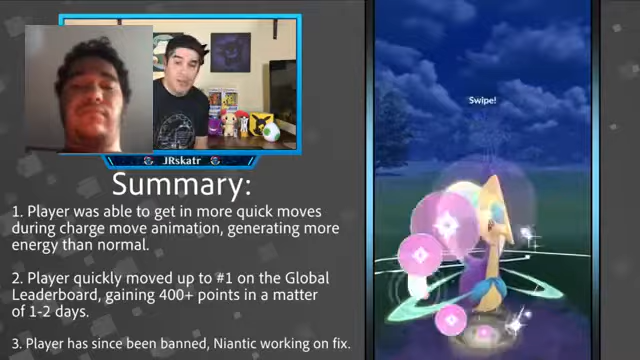 Swipe!
JRskatr
Summary:
1. Player was able to get in more quick moves
during charge move animation, generating more
energy than normal.
2. Player quickly moved up to #1 on the Global
Leaderboard, gaining 400+ points in a matter
of 1-2 days.
3. Player has since been banned, Niantic working on fix.